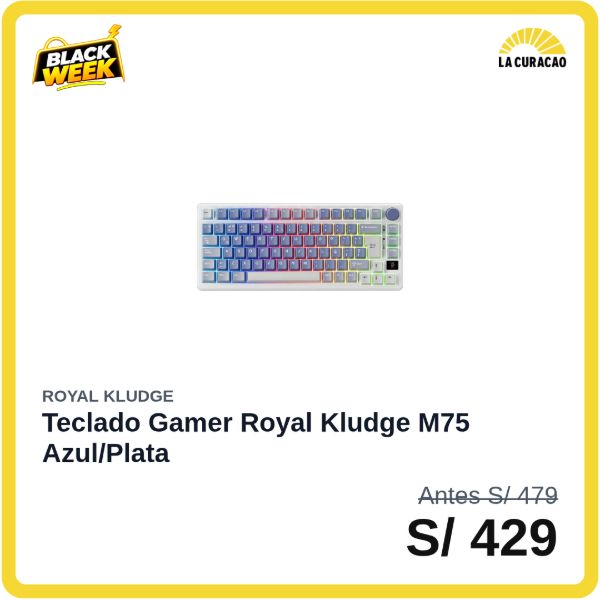 BLACK
WEEK
LA CURACAO
ROYAL KLUDGE
Teclado Gamer Royal Kludge M75
Azul/Plata
Antes S/ 479
S/ 429